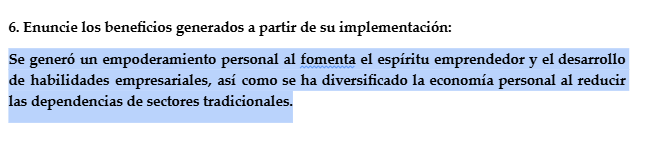 6. Enuncie los beneficios generados a partir de su implementación:
Se generó un empoderamiento personal al fomenta el espíritu emprendedor y el desarrollo
de habilidades empresariales, así como se ha diversificado la economía personal al reducir
las dependencias de sectores tradicionales.